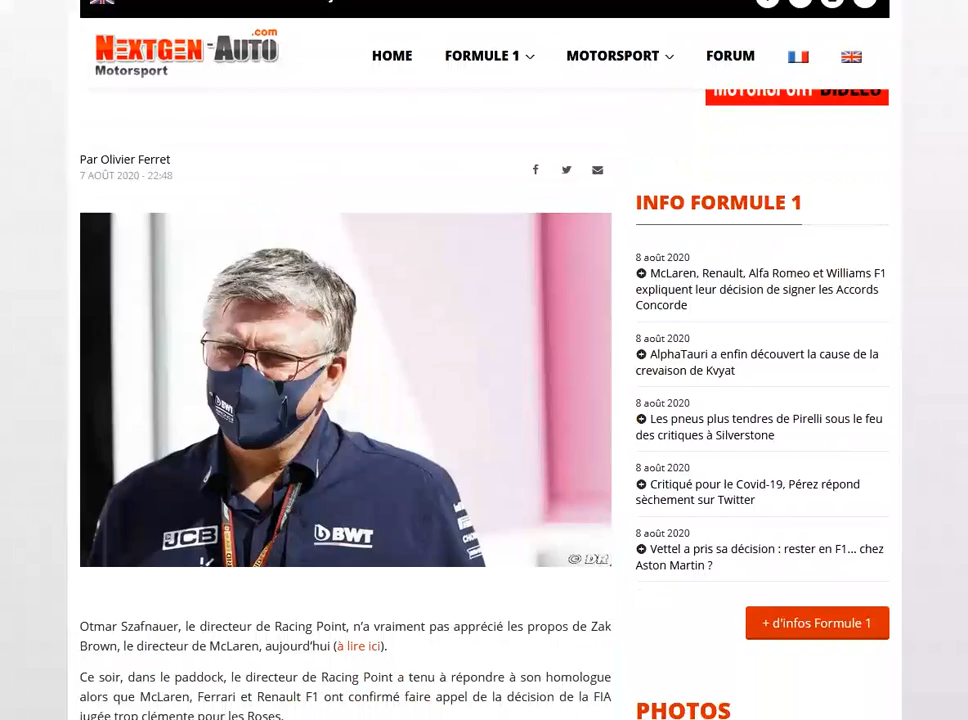 NEXTGEN-AUTO
.com
Motorsport
HOME
FORMULE 1
MOTORSPORT
FORUM
MOTORSPORT BIDELS
Par Olivier Ferret
7 AOÛT 2020 - 22:48
BWT
JCB
BWT
© DR.
Otmar Szafnauer, le directeur de Racing Point, n'a vraiment pas apprécié les propos de Zak
Brown, le directeur de McLaren, aujourd'hui (à lire ici).
Ce soir, dans le paddock, le directeur de Racing Point a tenu à répondre à son homologue
alors que McLaren, Ferrari et Renault F1 ont confirmé faire appel de la décision de la FIA
jugée trop clémente pour les Roses.
INFO FORMULE 1
8 août 2020
McLaren, Renault, Alfa Romeo et Williams F1
expliquent leur décision de signer les Accords
Concorde
8 août 2020
AlphaTauri a enfin découvert la cause de la
crevaison de Kvyat
8 août 2020
Les pneus plus tendres de Pirelli sous le feu
des critiques à Silverstone
8 août 2020
Critiqué pour le Covid-19, Pérez répond
sèchement sur Twitter
8 août 2020
Vettel a pris sa décision : rester en F1... chez
Aston Martin ?
+ d'infos Formule 1
PHOTOS